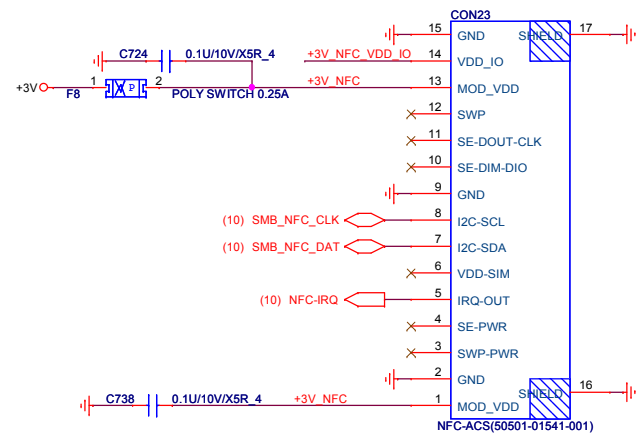 CON23
15 GND SHIELD 17
C724 0.1U/10V/X5R_4 +3V_NFC_VDD_IO 14 VDD_IO
+3V 1 P 2 +3V_NFC 13 MOD_VDD
F8 POLY SWITCH 0.25A
12 SWP
11 SE-DOUT-CLK
10 SE-DIM-DIO
9 GND
(10) SMB_NFC_CLK 8 I2C-SCL
(10) SMB_NFC_DAT 7 I2C-SDA
6 VDD-SIM
(10) NFC-IRQ 5 IRQ-OUT
4 SE-PWR
3 SWP-PWR
2 GND SHIELD 16
C738 0.1U/10V/X5R_4 +3V_NFC 1 MOD_VDD
NFC-ACS(50501-01541-001)